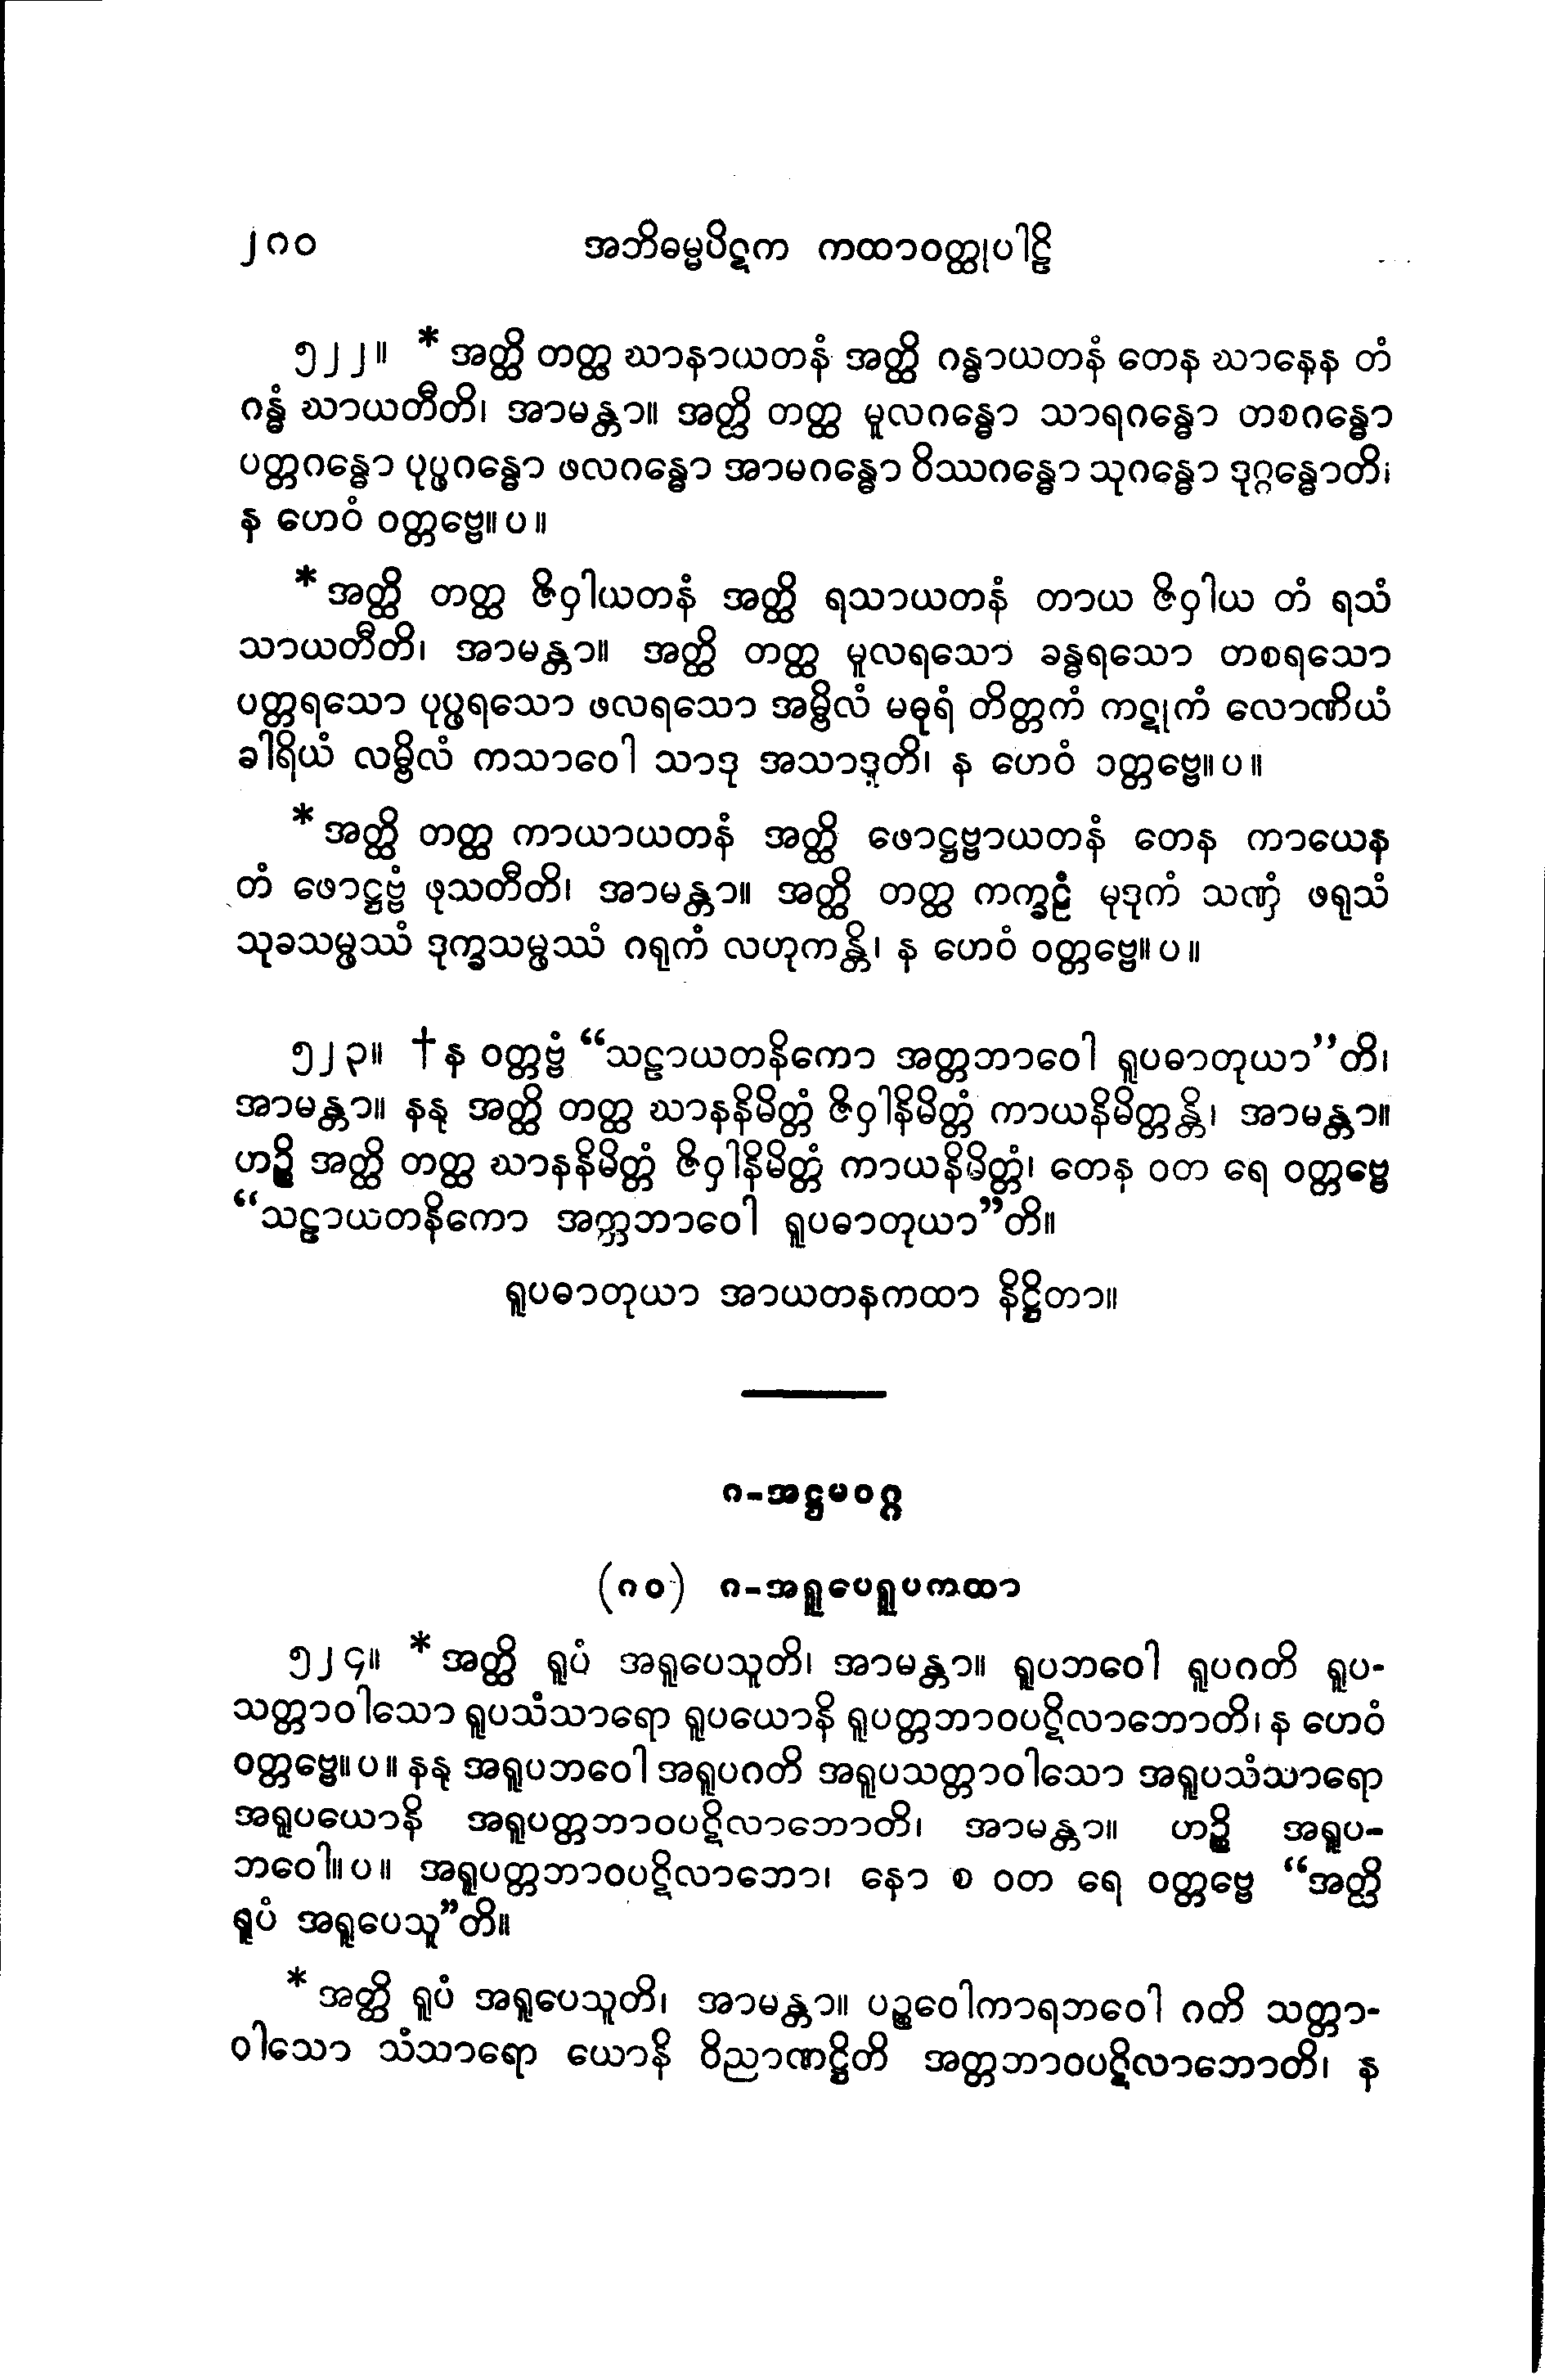 ၂၈၀ အဘိဓမ္မပိဋက ကထာဝတ္ထုပါဠိ
၅၂၂။ *အတ္ထိ တတ္ထ ဃာနာယတနံ အတ္ထိ ဂန္ဓာယတနံ တေန ဃာနေန တံ
ဂန္ဓံ ဃာယတီတိ၊ အာမန္တာ။ အတ္ထိ တတ္ထ မူလဂန္ဓော သာရဂန္ဓော တစဂန္ဓော
ပတ္တဂန္ဓော ပုပ္ဖဂန္ဓော ဖလဂန္ဓော အာမဂန္ဓော ဝိဿဂန္ဓော သုဂန္ဓော ဒုဂ္ဂန္ဓောတိ၊
န ဟေဝံ ဝတ္တဗ္ဗေ။ပ။
*အတ္ထိ တတ္ထ ဇိဝှါယတနံ အတ္ထိ ရသာယတနံ တာယ ဇိဝှါယ တံ ရသံ
သာယတီတိ၊ အာမန္တာ။ အတ္ထိ တတ္ထ မူလရသော ခန္ဓရသော တစရသော
ပတ္တရသော ပုပ္ဖရသော ဖလရသော အမ္ဗိလံ မဓုရံ တိတ္တကံ ကဋုကံ လောဏိယံ
ခါရိယံ လမ္ဗိလံ ကသာဝေါ သာဒု အသာဒူတိ၊ န ဟေဝံ ဝတ္တဗ္ဗေ။ပ။
*အတ္ထိ တတ္ထ ကာယာယတနံ အတ္ထိ ဖောဋ္ဌဗ္ဗာယတနံ တေန ကာယေန
တံ ဖောဋ္ဌဗ္ဗံ ဖုသတီတိ၊ အာမန္တာ။ အတ္ထိ တတ္ထ ကက္ခဠံ မုဒုကံ သဏှံ ဖရုသံ
သုခသမ္ဖဿံ ဒုက္ခသမ္ဖဿံ ဂရုကံ လဟုကန္တိ၊ န ဟေဝံ ဝတ္တဗ္ဗေ။ပ။
၅၂၃။ †န ဝတ္တဗ္ဗံ “သဠာယတနိကော အတ္တဘာဝေါ ရူပဓာတုယာ”တိ၊
အာမန္တာ။ နနု အတ္ထိ တတ္ထ ဃာနနိမိတ္တံ ဇိဝှါနိမိတ္တံ ကာယနိမိတ္တန္တိ၊ အာမန္တာ။
ဟဉ္စိ အတ္ထိ တတ္ထ ဃာနနိမိတ္တံ ဇိဝှါနိမိတ္တံ ကာယနိမိတ္တံ၊ တေန ဝတ ရေ ဝတ္တဗ္ဗေ
“သဠာယတနိကော အတ္တဘာဝေါ ရူပဓာတုယာ”တိ။
ရူပဓာတုယာ အာယတနကထာ နိဋ္ဌိတာ။
၈-အဋ္ဌမဝဂ္ဂ
(၈၀) ၈-အရူပေရူပကထာ
၅၂၄။ *အတ္ထိ ရူပံ အရူပေသူတိ၊ အာမန္တာ။ ရူပဘဝေါ ရူပဂတိ ရူပ-
သတ္တာဝါသော ရူပသံသာရော ရူပယောနိ ရူပတ္တဘာဝပဋိလာဘောတိ၊ န ဟေဝံ
ဝတ္တဗ္ဗေ။ပ။ နနု အရူပဘဝေါ အရူပဂတိ အရူပသတ္တာဝါသော အရူပသံသာရော
အရူပယောနိ အရူပတ္တဘာဝပဋိလာဘောတိ၊ အာမန္တာ။ ဟဉ္စိ အရူပ-
ဘဝေါ။ပ။ အရူပတ္တဘာဝပဋိလာဘော၊ နော စ ဝတ ရေ ဝတ္တဗ္ဗေ “အတ္ထိ
ရူပံ အရူပေသူ”တိ။
*အတ္ထိ ရူပံ အရူပေသူတိ၊ အာမန္တာ။ ပဉ္စဝေါကာရဘဝေါ ဂတိ သတ္တာ-
ဝါသော သံသာရော ယောနိ ဝိညာဏဋ္ဌိတိ အတ္တဘာဝပဋိလာဘောတိ၊ န